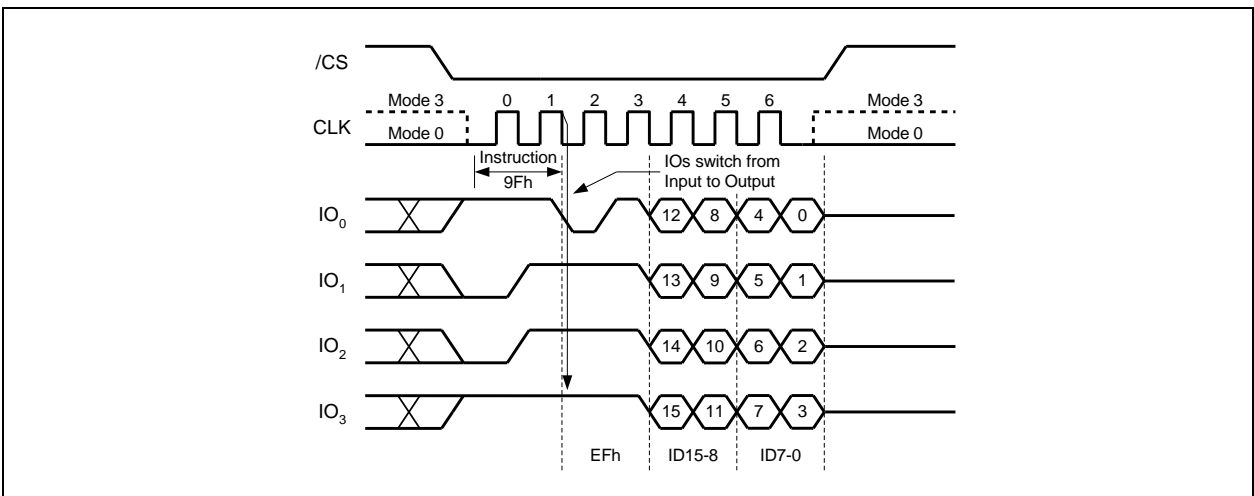 /CS
Mode 3 0 1 2 3 4 5 6 Mode 3
CLK
Mode 0 Mode 0
Instruction
9Fh
IOs switch from
Input to Output
IO0 12 8 4 0
IO1 13 9 5 1
IO2 14 10 6 2
IO3 15 11 7 3
EFh ID15-8 ID7-0